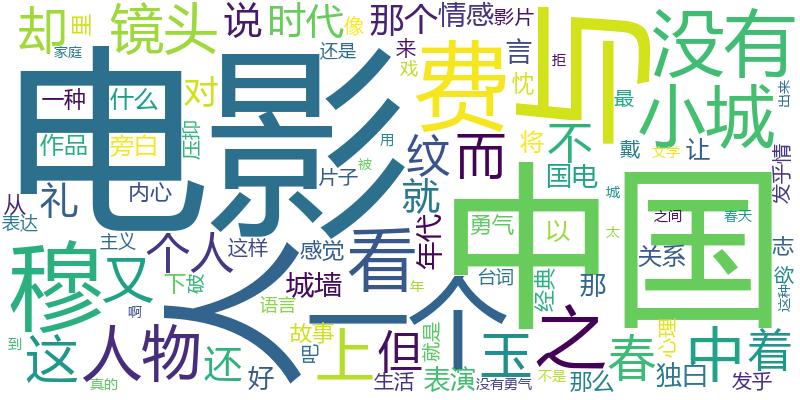 却
镜头
里
说
时代
像
那个
情感
影片
来
戏
言
忱
拒
没有
家庭
还是
一种
什么
对
电影
费
与
小城
最
出来
作品
旁白
压抑
用
纹
而
将
不
戴
让
文学
国电
发乎情
从
礼
内心
片子
被
就
中国
城
表达
人
看
年代
勇气
以
太
之间
春天
穆
又
主义
个人
这样
感觉
一个
台词
经典
那
关系
志
这种
下
破
城墙
语言
年
啊
故事
吧
到
这
人物
还
好
上
但
就是
玉
之
春
心理
中
着
真的
生活
表演
没有勇气
不是
那么
独白
发乎